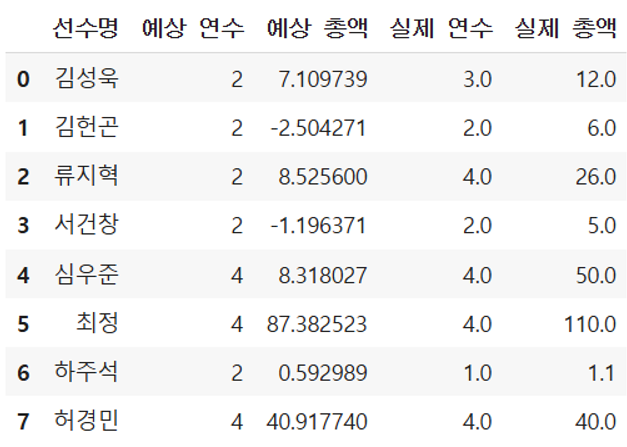 선수명 예상 연수 예상 총액 실제 연수 실제 총액
0 김성욱 2 7.109739 3.0 12.0
1 김헌곤 2 -2.504271 2.0 6.0
2 류지혁 2 8.525600 4.0 26.0
3 서건창 2 -1.196371 2.0 5.0
4 심우준 4 8.318027 4.0 50.0
5 최정 4 87.382523 4.0 110.0
6 하주석 2 0.592989 1.0 1.1
7 허경민 4 40.917740 4.0 40.0